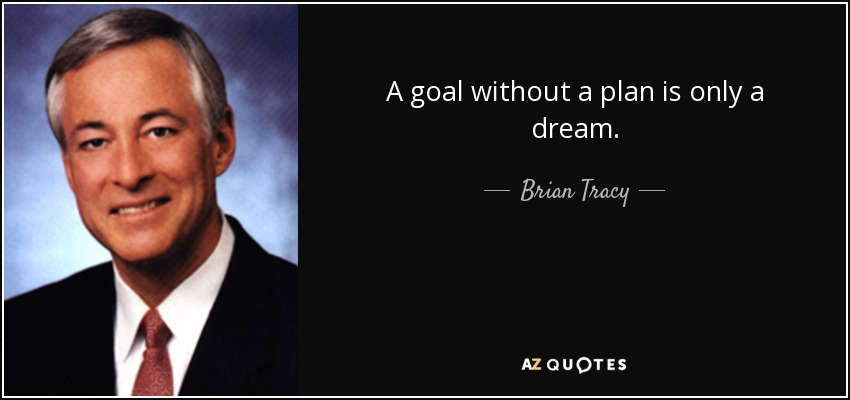 A goal without a plan is only a
dream.
Brian Tracy
AZ QUOTES